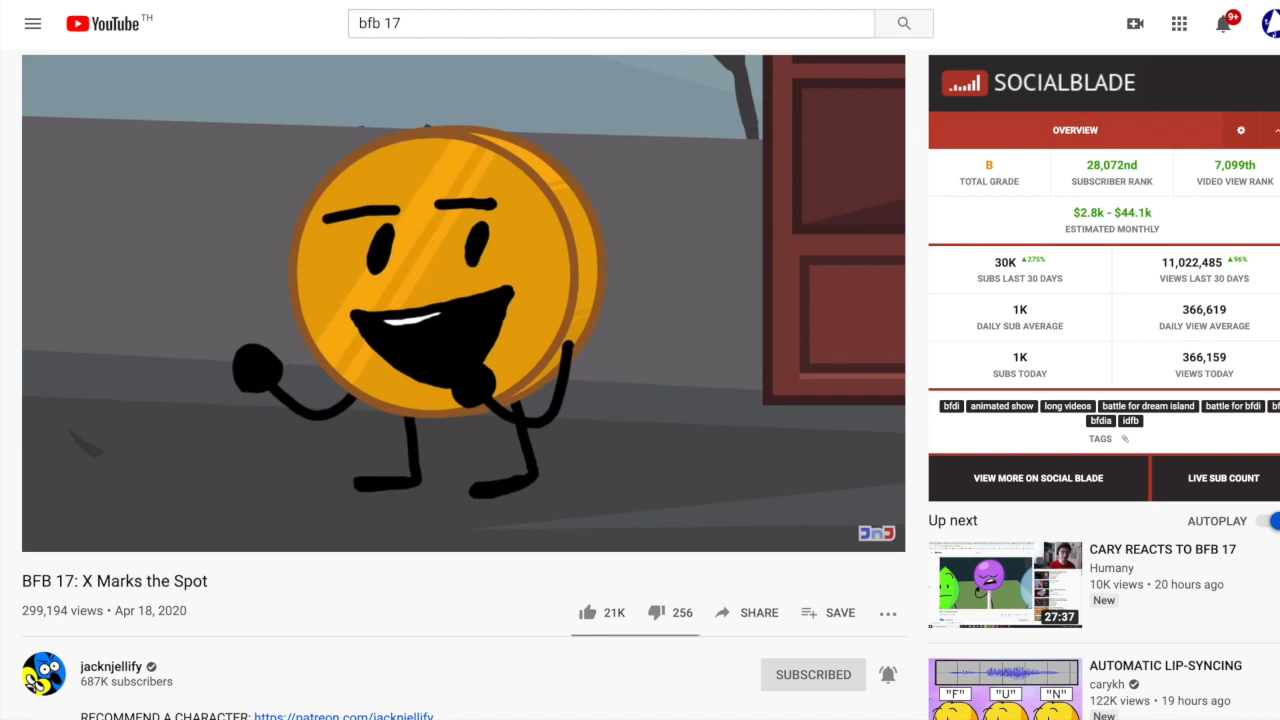 YouTube TH
bfb 17
9+
SOCIALBLADE
OVERVIEW
B
TOTAL GRADE
28,072nd
SUBSCRIBER RANK
7,099th
VIDEO VIEW RANK
$2.8k - $44.1k
ESTIMATED MONTHLY
30K ▲275%
SUBS LAST 30 DAYS
11,022,485 ▲96%
VIEWS LAST 30 DAYS
1K
DAILY SUB AVERAGE
366,619
DAILY VIEW AVERAGE
1K
SUBS TODAY
366,159
VIEWS TODAY
bfdi animated show long videos battle for dream island battle for bfdi
bfdia idfb
TAGS
VIEW MORE ON SOCIAL BLADE
LIVE SUB COUNT
BFB 17: X Marks the Spot
299,194 views • Apr 18, 2020
21K
256
SHARE
SAVE
jacknjellify
687K subscribers
SUBSCRIBED
RECOMMEND A CHARACTER: https://patreon.com/jacknjellify
Up next
AUTOPLAY
27:37
CARY REACTS TO BFB 17
Humany
10K views • 20 hours ago
New
"F" "U" "N"
AUTOMATIC LIP-SYNCING
carykh
122K views • 19 hours ago
New